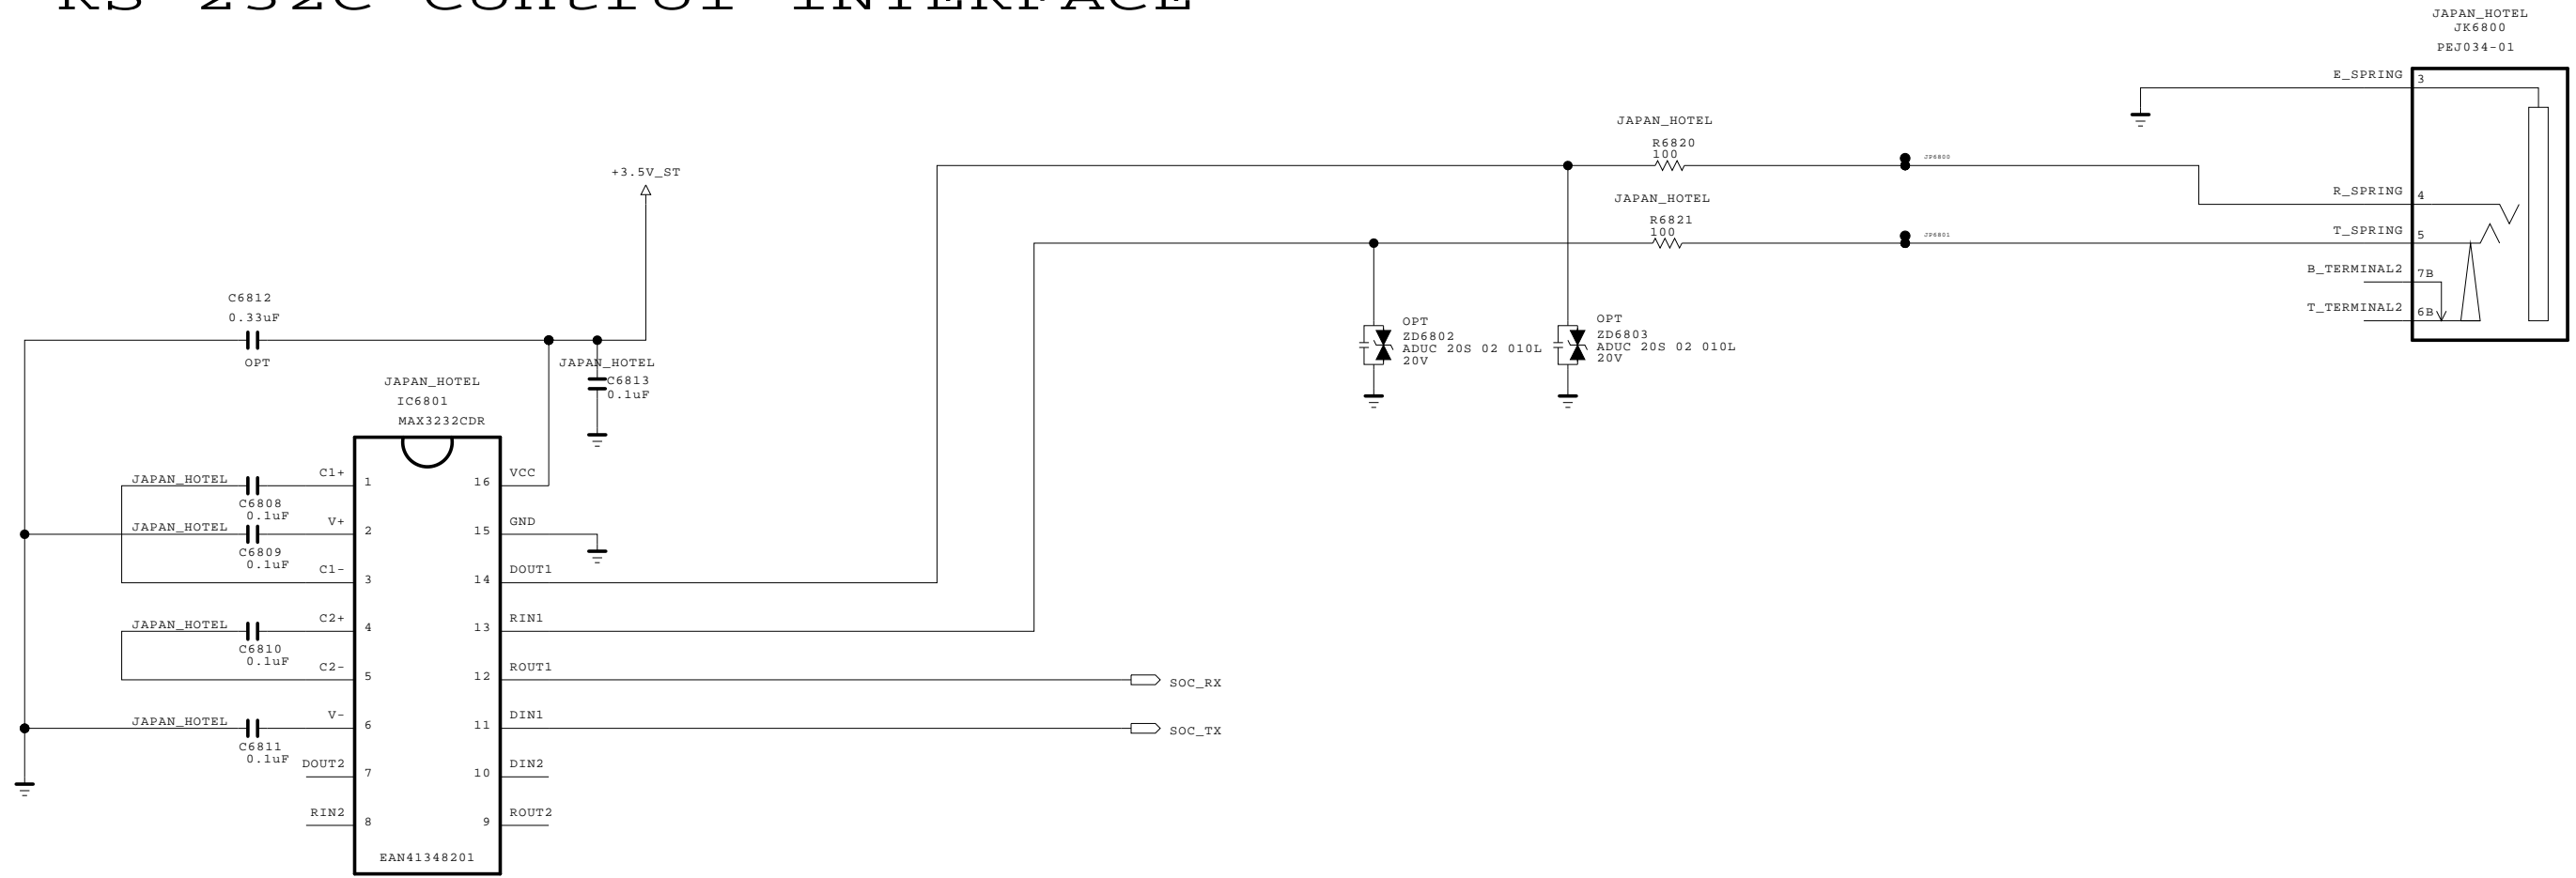 RS-232C Control INTERFACE
JAPAN_HOTEL
JK6800
PEJ034-01
E_SPRING
3
R_SPRING
4
T_SPRING
5
B_TERMINAL2
7B
T_TERMINAL2
6B
JAPAN_HOTEL
R6820
100
JP6800
JAPAN_HOTEL
R6821
100
JP6801
+3.5V_ST
C6812
0.33uF
OPT
JAPAN_HOTEL
C6813
0.1uF
OPT
ZD6802
ADUC 20S 02 010L
20V
OPT
ZD6803
ADUC 20S 02 010L
20V
JAPAN_HOTEL
IC6801
MAX3232CDR
JAPAN_HOTEL
C6808
0.1uF
C1+
1
16
VCC
JAPAN_HOTEL
C6809
0.1uF
V+
2
15
GND
C1-
3
14
DOUT1
JAPAN_HOTEL
C6810
0.1uF
C2+
4
13
RIN1
C2-
5
12
ROUT1
SOC_RX
JAPAN_HOTEL
C6811
0.1uF
V-
6
11
DIN1
SOC_TX
DOUT2
7
10
DIN2
RIN2
8
9
ROUT2
EAN41348201